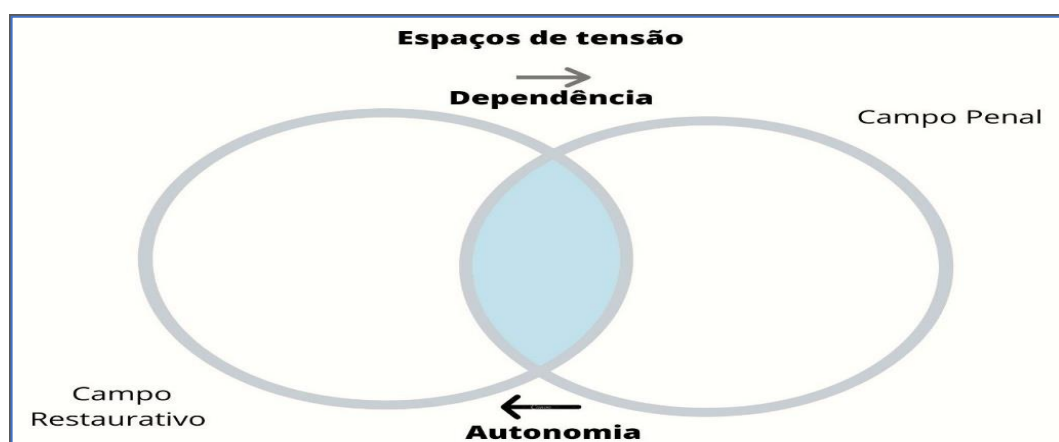 Espaços de tensão
Dependência
Campo Penal
Campo
Restaurativo
Autonomia